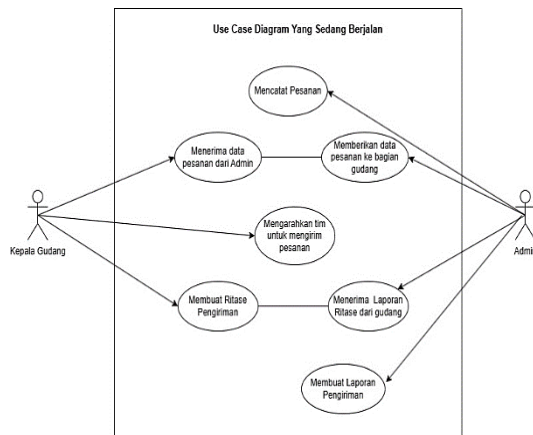 Use Case Diagram Yang Sedang Berjalan
Mencatat Pesanan
Menerima data
pesanan dari Admin
Memberikan data
pesanan ke bagian
gudang
Mengarahkan tim
untuk mengirim
pesanan
Kepala Gudang
Admin
Membuat Ritase
Pengiriman
Menerima Laporan
Ritase dari gudang
Membuat Laporan
Pengiriman